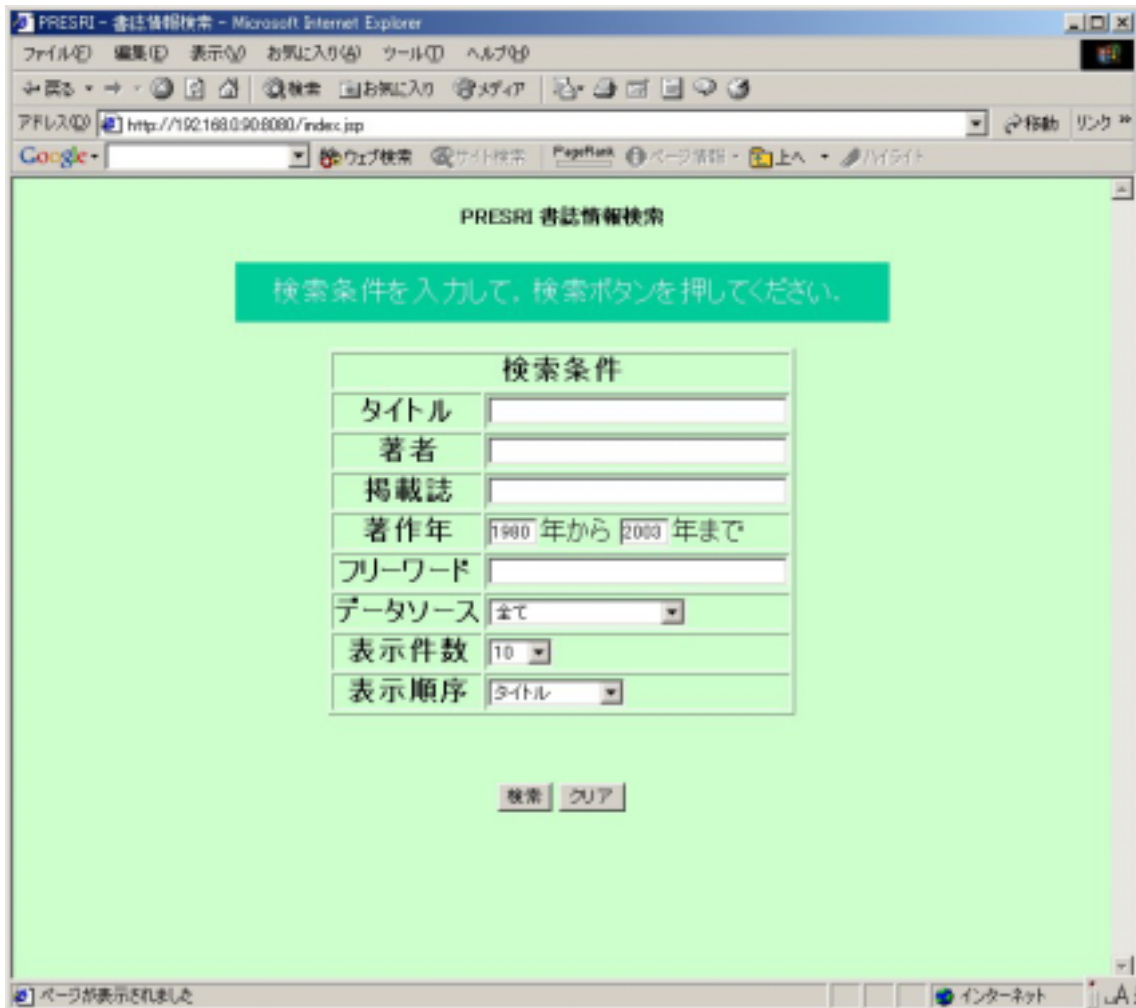 PRESRI - 書誌情報検索 - Microsoft Internet Explorer
ファイル(F) 編集(E) 表示(V) お気に入り(A) ツール(T) ヘルプ(H)
戻る 検索 お気に入り メディア
アドレス(D) http://192.168.0.90:8080/index.jsp 移動 リンク »
Google ウェブ検索 サイト検索 PageRank ページ情報 上へ ハイライト
PRESRI 書誌情報検索
検索条件を入力して, 検索ボタンを押してください.
検索条件
タイトル
著者
掲載誌
著作年 1980 年から 2003 年まで
フリーワード
データソース 全て
表示件数 10
表示順序 タイトル
検索 クリア
ページが表示されました インターネット